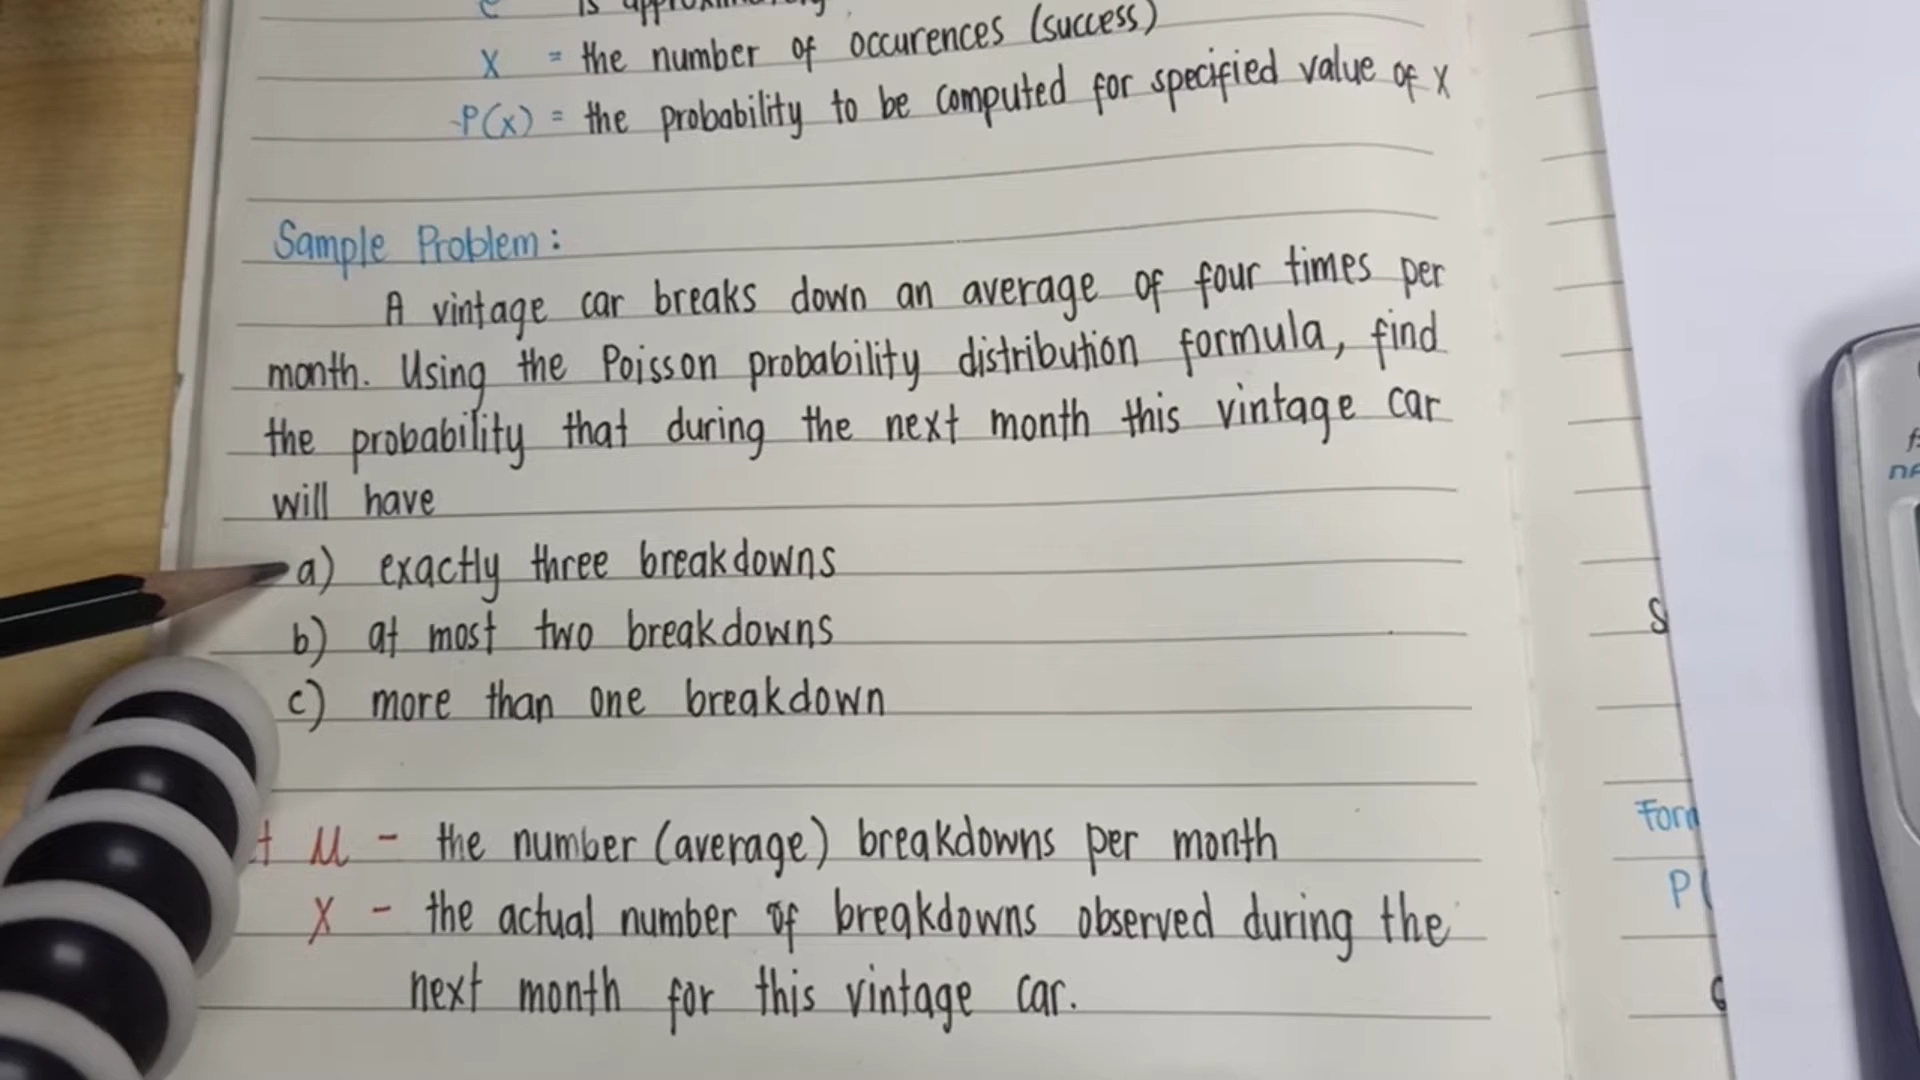 is
X = the number of occurences (success)
P(x) = the probability to be computed for specified value of X
Sample Problem:
A vintage car breaks down an average of four times per
month. Using the Poisson probability distribution formula, find
the probability that during the next month this vintage car
will have
a) exactly three breakdowns
b) at most two breakdowns
c) more than one breakdown
μ - the number (average) breakdowns per month
X - the actual number of breakdowns observed during the
next month for this vintage car.
S
Form
P(